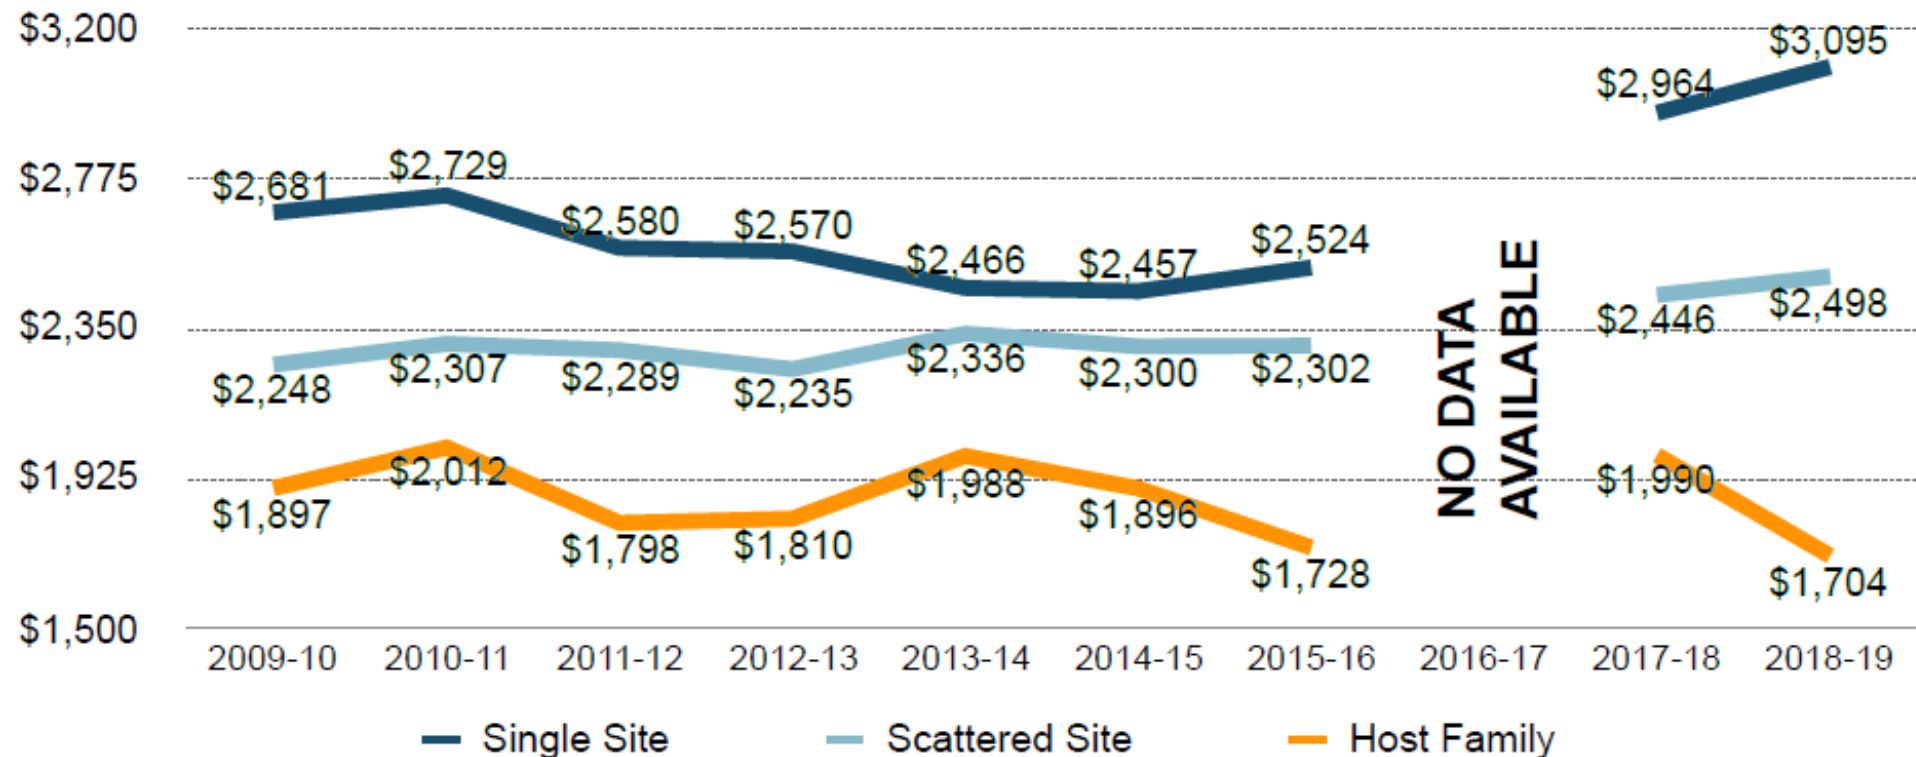 $3,200
$2,775
$2,350
$1,925
$1,500
$2,681 $2,729 $2,580 $2,570 $2,466 $2,457 $2,524 $2,964 $3,095
$2,248 $2,307 $2,289 $2,235 $2,336 $2,300 $2,302 $2,446 $2,498
$1,897 $2,012 $1,798 $1,810 $1,988 $1,896 $1,728 $1,990 $1,704
NO DATA
AVAILABLE
2009-10 2010-11 2011-12 2012-13 2013-14 2014-15 2015-16 2016-17 2017-18 2018-19
Single Site Scattered Site Host Family